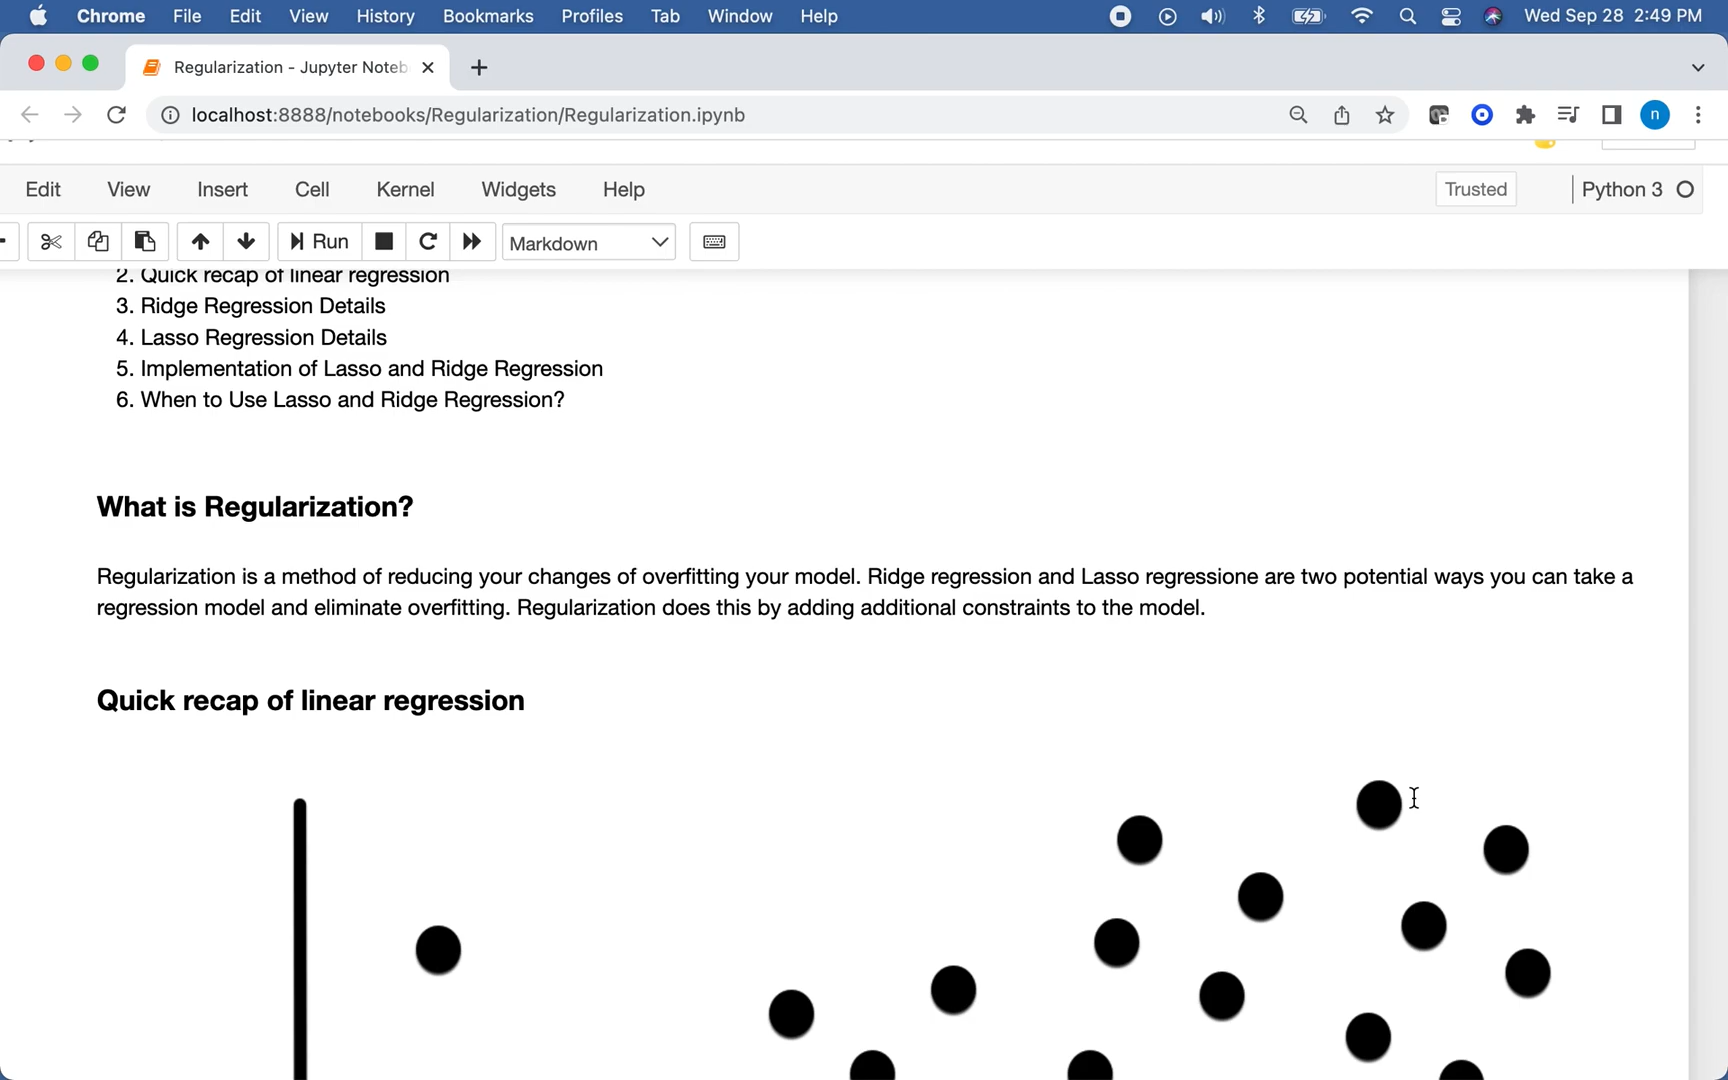 Chrome File Edit View History Bookmarks Profiles Tab Window Help Wed Sep 28 2:49 PM
Regularization - Jupyter Noteb
localhost:8888/notebooks/Regularization/Regularization.ipynb n
Edit View Insert Cell Kernel Widgets Help Trusted Python 3
Run Markdown
2. Quick recap of linear regression
3. Ridge Regression Details
4. Lasso Regression Details
5. Implementation of Lasso and Ridge Regression
6. When to Use Lasso and Ridge Regression?
What is Regularization?
Regularization is a method of reducing your changes of overfitting your model. Ridge regression and Lasso regressione are two potential ways you can take a
regression model and eliminate overfitting. Regularization does this by adding additional constraints to the model.
Quick recap of linear regression